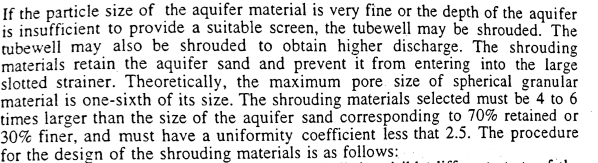 If the particle size of the aquifer material is very fine or the depth of the aquifer
is insufficient to provide a suitable screen, the tubewell may be shrouded. The
tubewell may also be shrouded to obtain higher discharge. The shrouding
materials retain the aquifer sand and prevent it from entering into the large
slotted strainer. Theoretically, the maximum pore size of spherical granular
material is one-sixth of its size. The shrouding materials selected must be 4 to 6
times larger than the size of the aquifer sand corresponding to 70% retained or
30% finer, and must have a uniformity coefficient less that 2.5. The procedure
for the design of the shrouding materials is as follows: